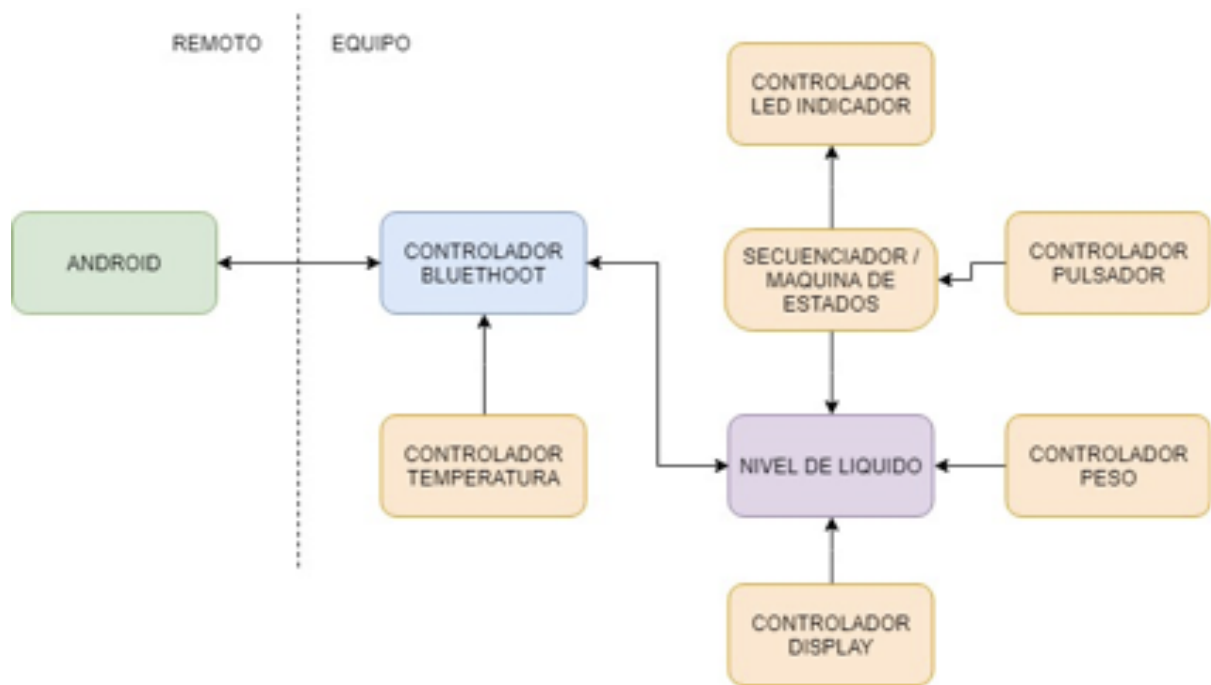 REMOTO
EQUIPO
CONTROLADOR
LED INDICADOR
ANDROID
CONTROLADOR
BLUETHOOT
SECUENCIADOR /
MAQUINA DE
ESTADOS
CONTROLADOR
PULSADOR
CONTROLADOR
TEMPERATURA
NIVEL DE LIQUIDO
CONTROLADOR
PESO
CONTROLADOR
DISPLAY